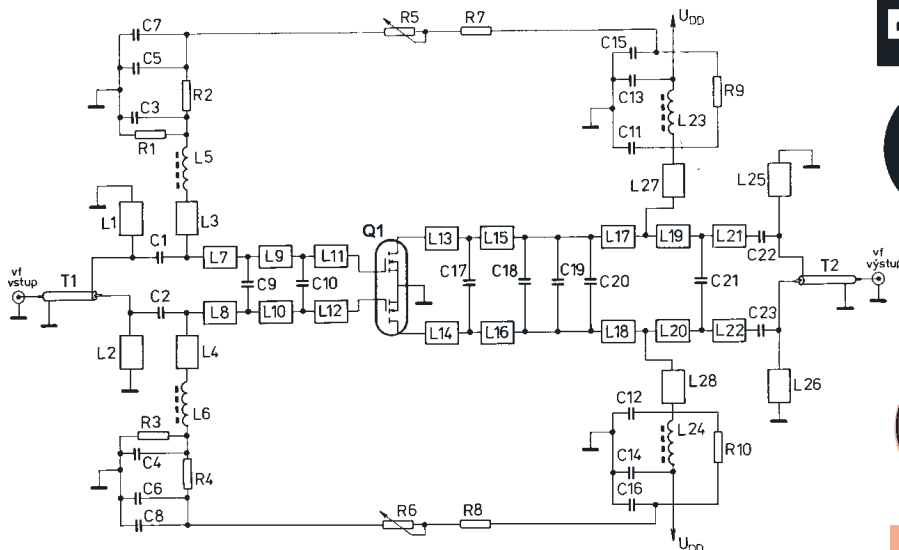 C7
R5
R7
UDD
C5
C15
R2
C13
R9
C3
L23
R1
C11
L5
L27
L25
L1
C1
L3
Q1
L7
L9
L11
L13
L15
L17
L19
L21
C22
vf
vstup
T1
C9
C10
C17
C18
C19
C20
C21
T2
vf
výstup
C2
L8
L10
L12
L14
L16
L18
L20
L22
C23
L2
L4
L28
L26
L6
C12
R3
L24
C4
R4
C14
R10
C6
C16
C8
R6
R8
UDD